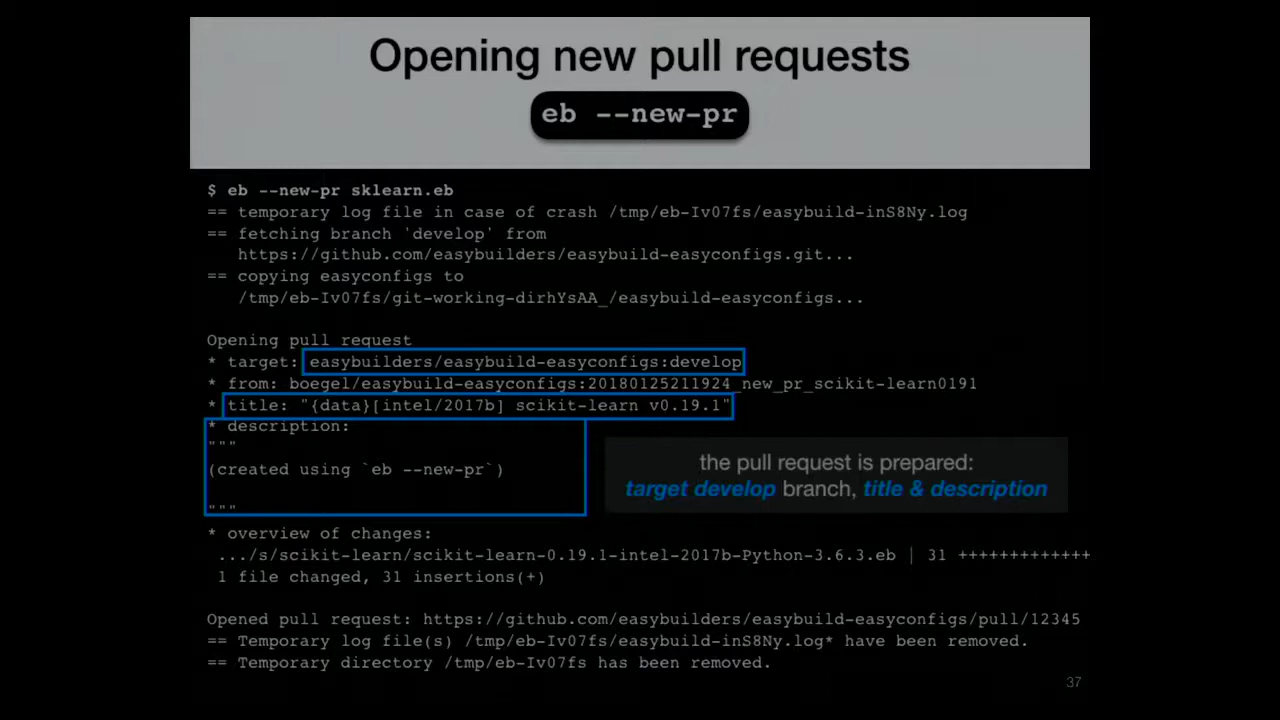 Opening new pull requests
eb --new-pr
$ eb --new-pr sklearn.eb
== temporary log file in case of crash /tmp/eb-Iv07fs/easybuild-inS8Ny.log
== fetching branch 'develop' from
https://github.com/easybuilders/easybuild-easyconfigs.git...
== copying easyconfigs to
/tmp/eb-Iv07fs/git-working-dirhYsAA_/easybuild-easyconfigs...
Opening pull request
* target: easybuilders/easybuild-easyconfigs:develop
* from: boegel/easybuild-easyconfigs:20180125211924_new_pr_scikit-learn0191
* title: "{data}[intel/2017b] scikit-learn v0.19.1"
* description:
"""
(created using `eb --new-pr`)
"""
the pull request is prepared:
target develop branch, title & description
* overview of changes:
.../s/scikit-learn/scikit-learn-0.19.1-intel-2017b-Python-3.6.3.eb | 31 +++++++++++++
1 file changed, 31 insertions(+)
Opened pull request: https://github.com/easybuilders/easybuild-easyconfigs/pull/12345
== Temporary log file(s) /tmp/eb-Iv07fs/easybuild-inS8Ny.log* have been removed.
== Temporary directory /tmp/eb-Iv07fs has been removed.
37